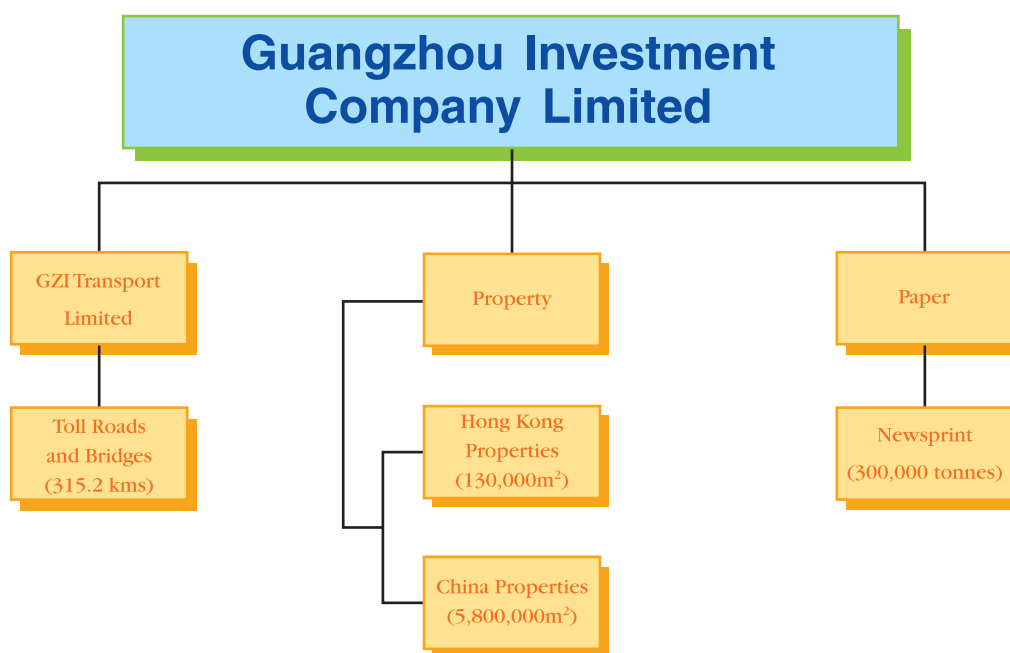 Guangzhou Investment
Company Limited
GZI Transport
Limited
Property
Paper
Toll Roads
and Bridges
(315.2 kms)
Hong Kong
Properties
(130,000m²)
Newsprint
(300,000 tonnes)
China Properties
(5,800,000m²)